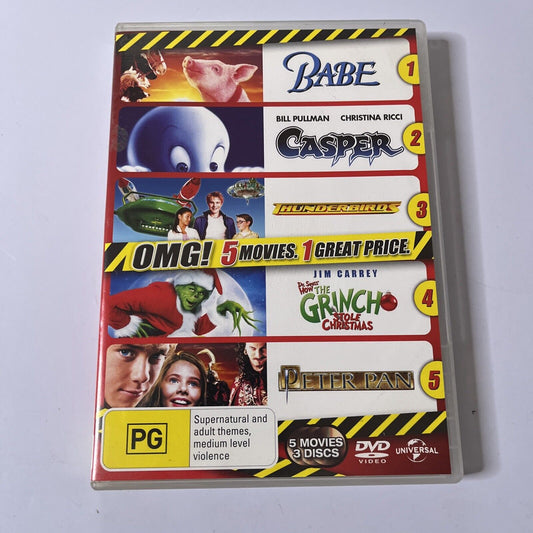 BABE
1
BILL PULLMAN CHRISTINA RICCI
CASPER
2
THUNDERBIRDS
3
OMG! 5 MOVIES. 1 GREAT PRICE.
JIM CARREY
Dr. Seuss'
HOW THE
GRINCH
STOLE
CHRISTMAS
4
PETER PAN
5
PG
Supernatural and
adult themes,
medium level
violence
5 MOVIES
3 DISCS
DVD
VIDEO
UNIVERSAL